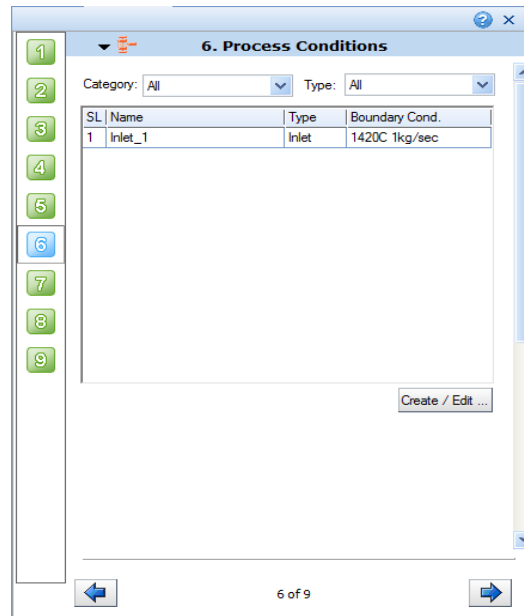 6. Process Conditions
Category: All Type: All
SL Name Type Boundary Cond.
1 Inlet_1 Inlet 1420C 1kg/sec
Create / Edit ...
1
2
3
4
5
6
7
8
9
6 of 9